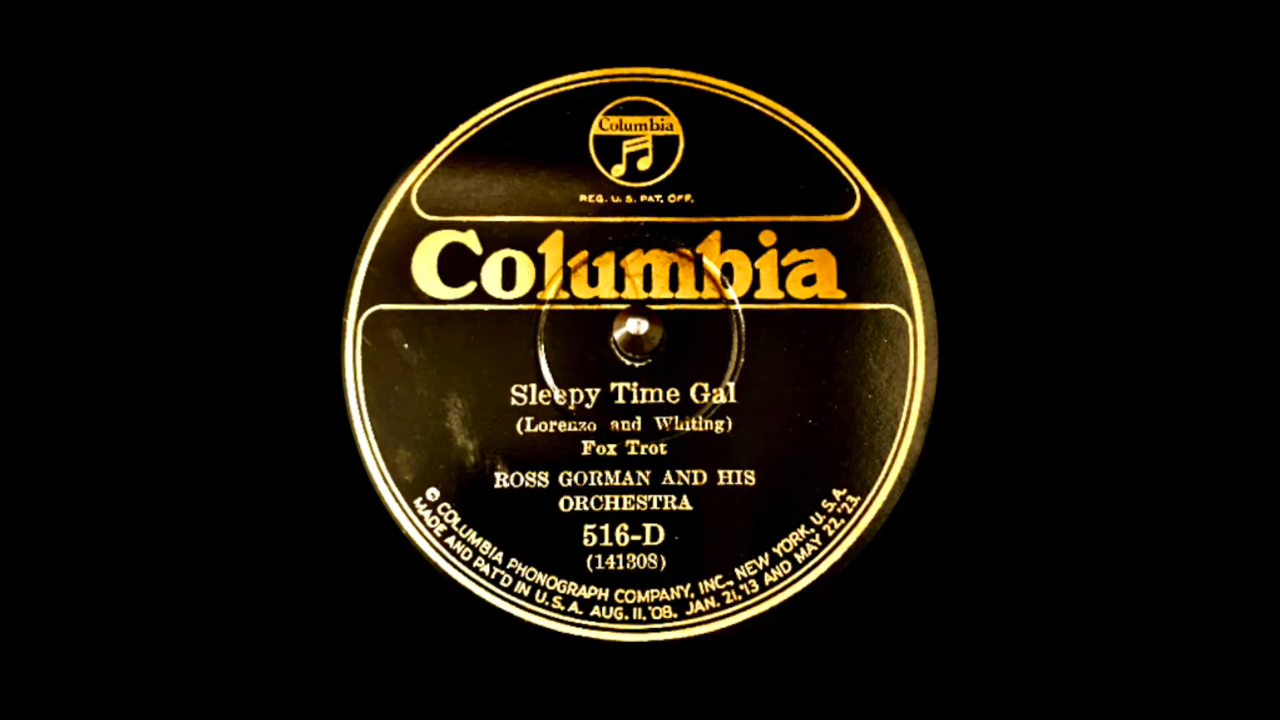 Columbia
REG. U. S. PAT. OFF.
Columbia
Sleepy Time Gal
(Lorenzo and Whiting)
Fox Trot
ROSS GORMAN AND HIS
ORCHESTRA
516-D
(141308)
© COLUMBIA PHONOGRAPH COMPANY, INC., NEW YORK, U. S. A.
MADE AND PAT'D IN U. S. A. AUG. 11, '08. JAN. 21, '13 AND MAY 22, '23.